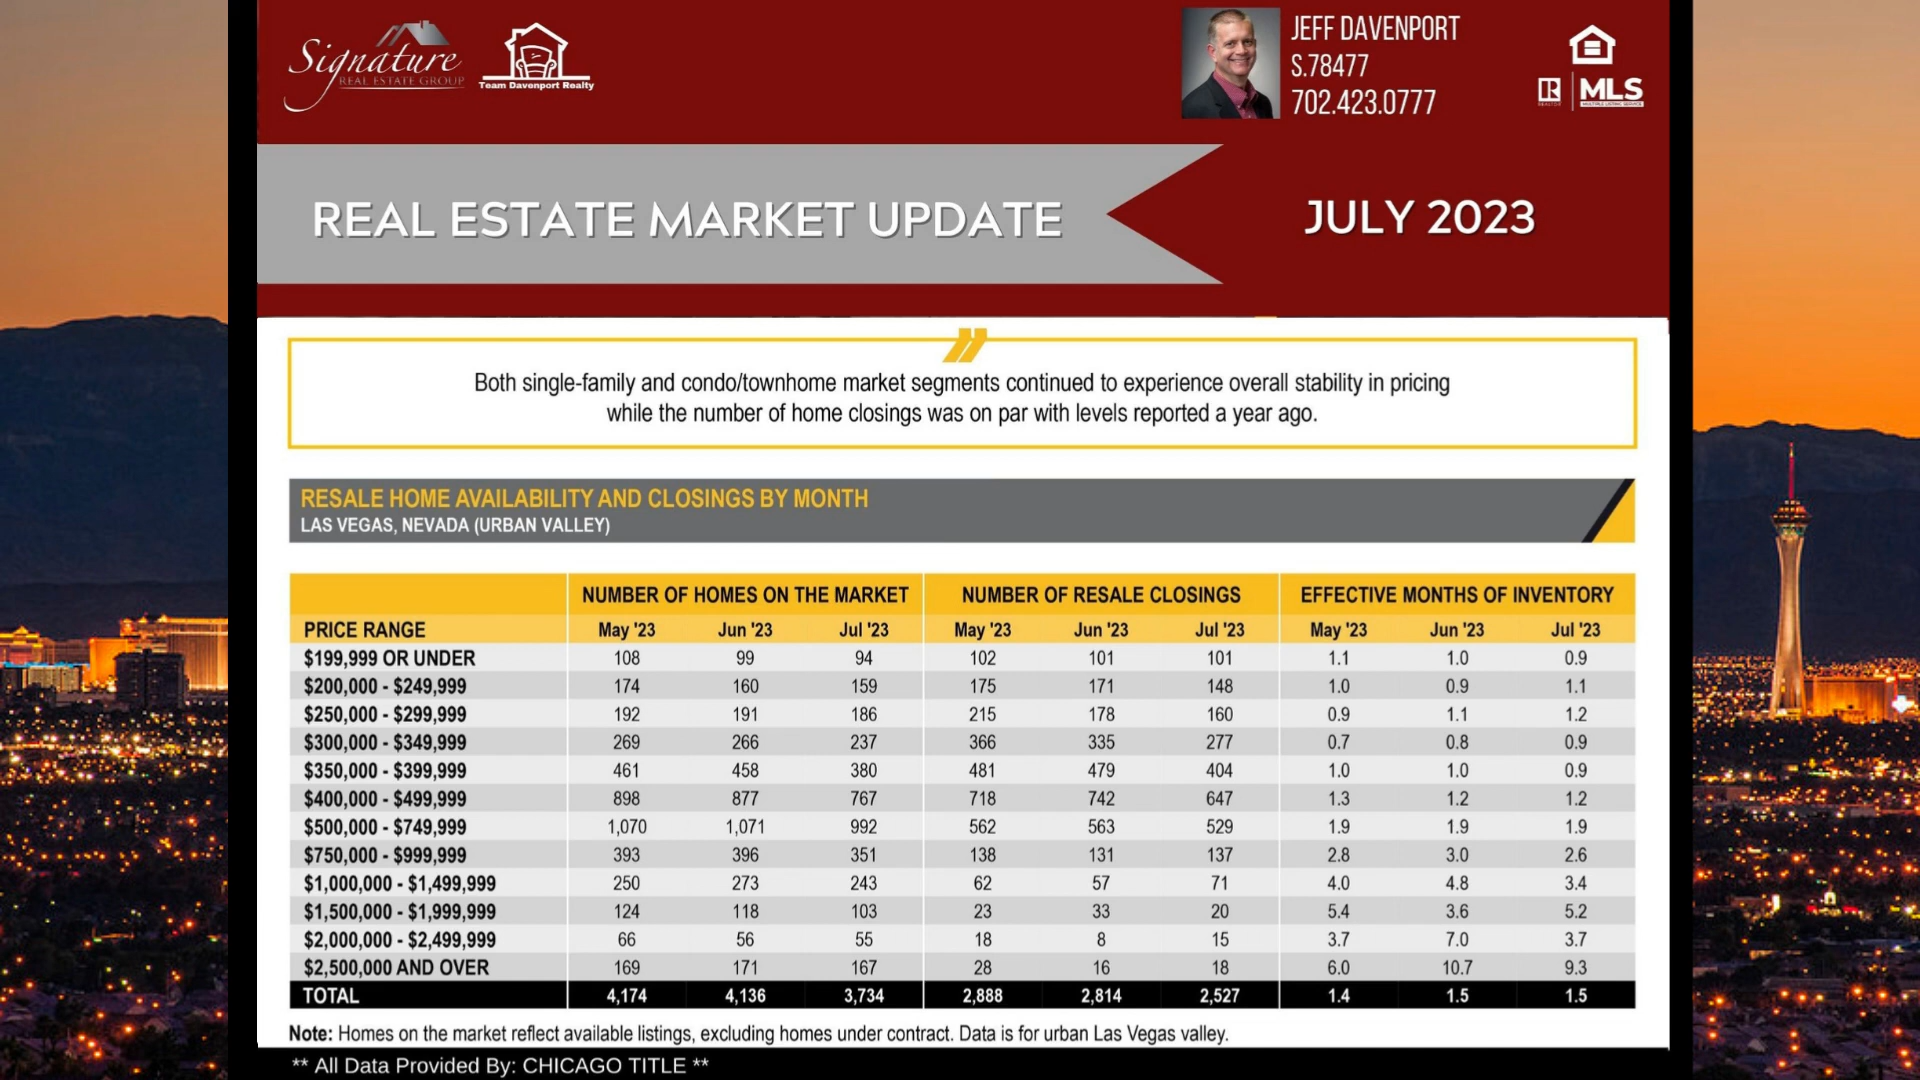 Signature
REAL ESTATE GROUP
Team Davenport Realty
JEFF DAVENPORT
S.78477
702.423.0777
R
REALTOR
MLS
MULTIPLE LISTING SERVICE
REAL ESTATE MARKET UPDATE
JULY 2023
Both single-family and condo/townhome market segments continued to experience overall stability in pricing
while the number of home closings was on par with levels reported a year ago.
RESALE HOME AVAILABILITY AND CLOSINGS BY MONTH
LAS VEGAS, NEVADA (URBAN VALLEY)
NUMBER OF HOMES ON THE MARKET NUMBER OF RESALE CLOSINGS EFFECTIVE MONTHS OF INVENTORY
PRICE RANGE May '23 Jun '23 Jul '23 May '23 Jun '23 Jul '23 May '23 Jun '23 Jul '23
$199,999 OR UNDER 108 99 94 102 101 101 1.1 1.0 0.9
$200,000 - $249,999 174 160 159 175 171 148 1.0 0.9 1.1
$250,000 - $299,999 192 191 186 215 178 160 0.9 1.1 1.2
$300,000 - $349,999 269 266 237 366 335 277 0.7 0.8 0.9
$350,000 - $399,999 461 458 380 481 479 404 1.0 1.0 0.9
$400,000 - $499,999 898 877 767 718 742 647 1.3 1.2 1.2
$500,000 - $749,999 1,070 1,071 992 562 563 529 1.9 1.9 1.9
$750,000 - $999,999 393 396 351 138 131 137 2.8 3.0 2.6
$1,000,000 - $1,499,999 250 273 243 62 57 71 4.0 4.8 3.4
$1,500,000 - $1,999,999 124 118 103 23 33 20 5.4 3.6 5.2
$2,000,000 - $2,499,999 66 56 55 18 8 15 3.7 7.0 3.7
$2,500,000 AND OVER 169 171 167 28 16 18 6.0 10.7 9.3
TOTAL 4,174 4,136 3,734 2,888 2,814 2,527 1.4 1.5 1.5
Note: Homes on the market reflect available listings, excluding homes under contract. Data is for urban Las Vegas valley.
** All Data Provided By: CHICAGO TITLE **